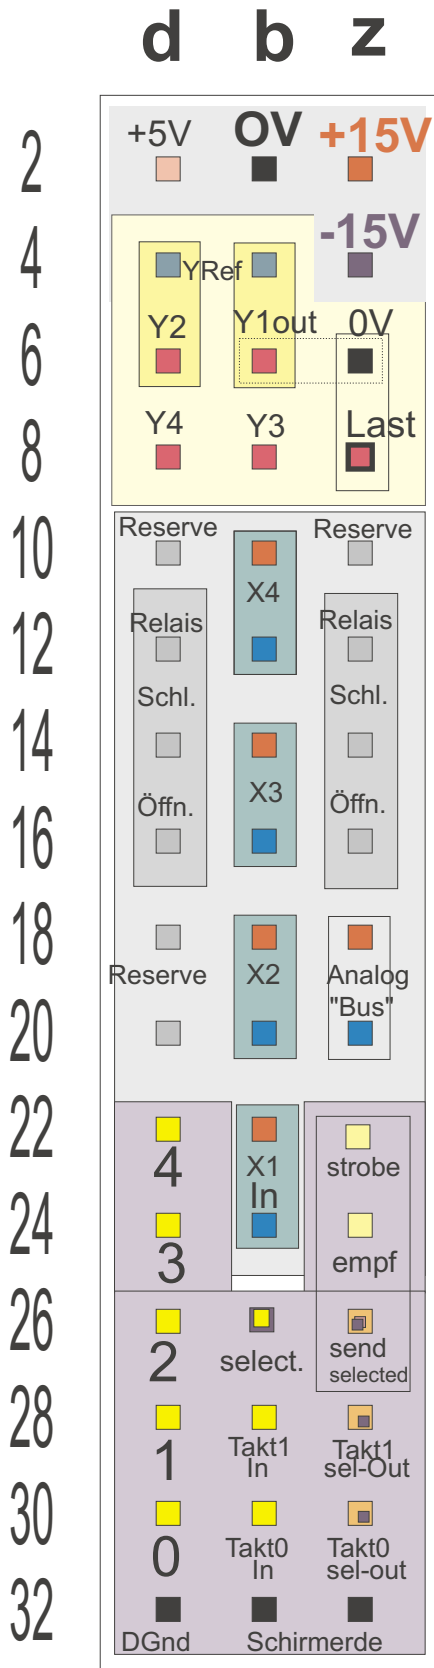 d b z
2 +5V OV +15V
4 YRef -15V
6 Y2 Y1out 0V
8 Y4 Y3 Last
10 Reserve X4 Reserve
12 Relais Relais
Schl. Schl.
14 X3
Öffn. Öffn.
16
18
Reserve X2 Analog
"Bus"
20
22 4 X1 strobe
In
24 3 empf
26 2 select. send
selected
28 1 Takt1 Takt1
In sel-Out
30 0 Takt0 Takt0
In sel-out
32
DGnd Schirmerde